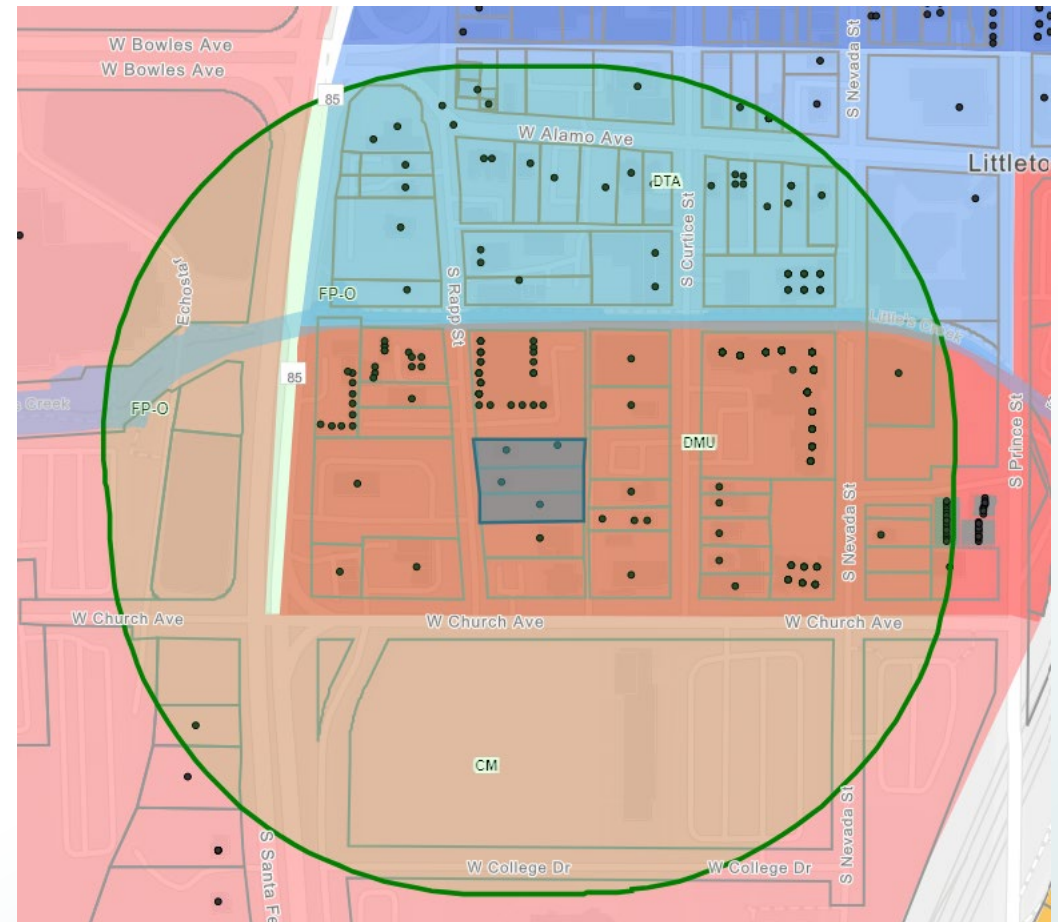 W Bowles Ave
W Bowles Ave
85
S Nevada St
W Alamo Ave
Littleto
DTA
S Curtice St
Echostar
S Rapp St
FP-O
Little's Creek
85
FP-O
s Creek
DMU
S Prince St
S Nevada St
W Church Ave
W Church Ave
W Church Ave
CM
S Nevada St
S Santa Fe
W College Dr
W College Dr